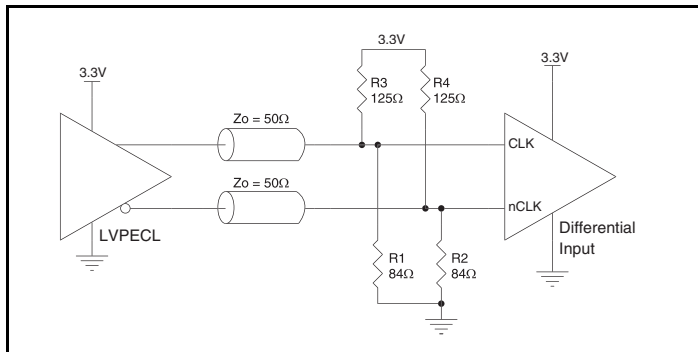 3.3V
3.3V
3.3V
R3
125Ω
R4
125Ω
Zo = 50Ω
CLK
Zo = 50Ω
nCLK
LVPECL
Differential
Input
R1
84Ω
R2
84Ω